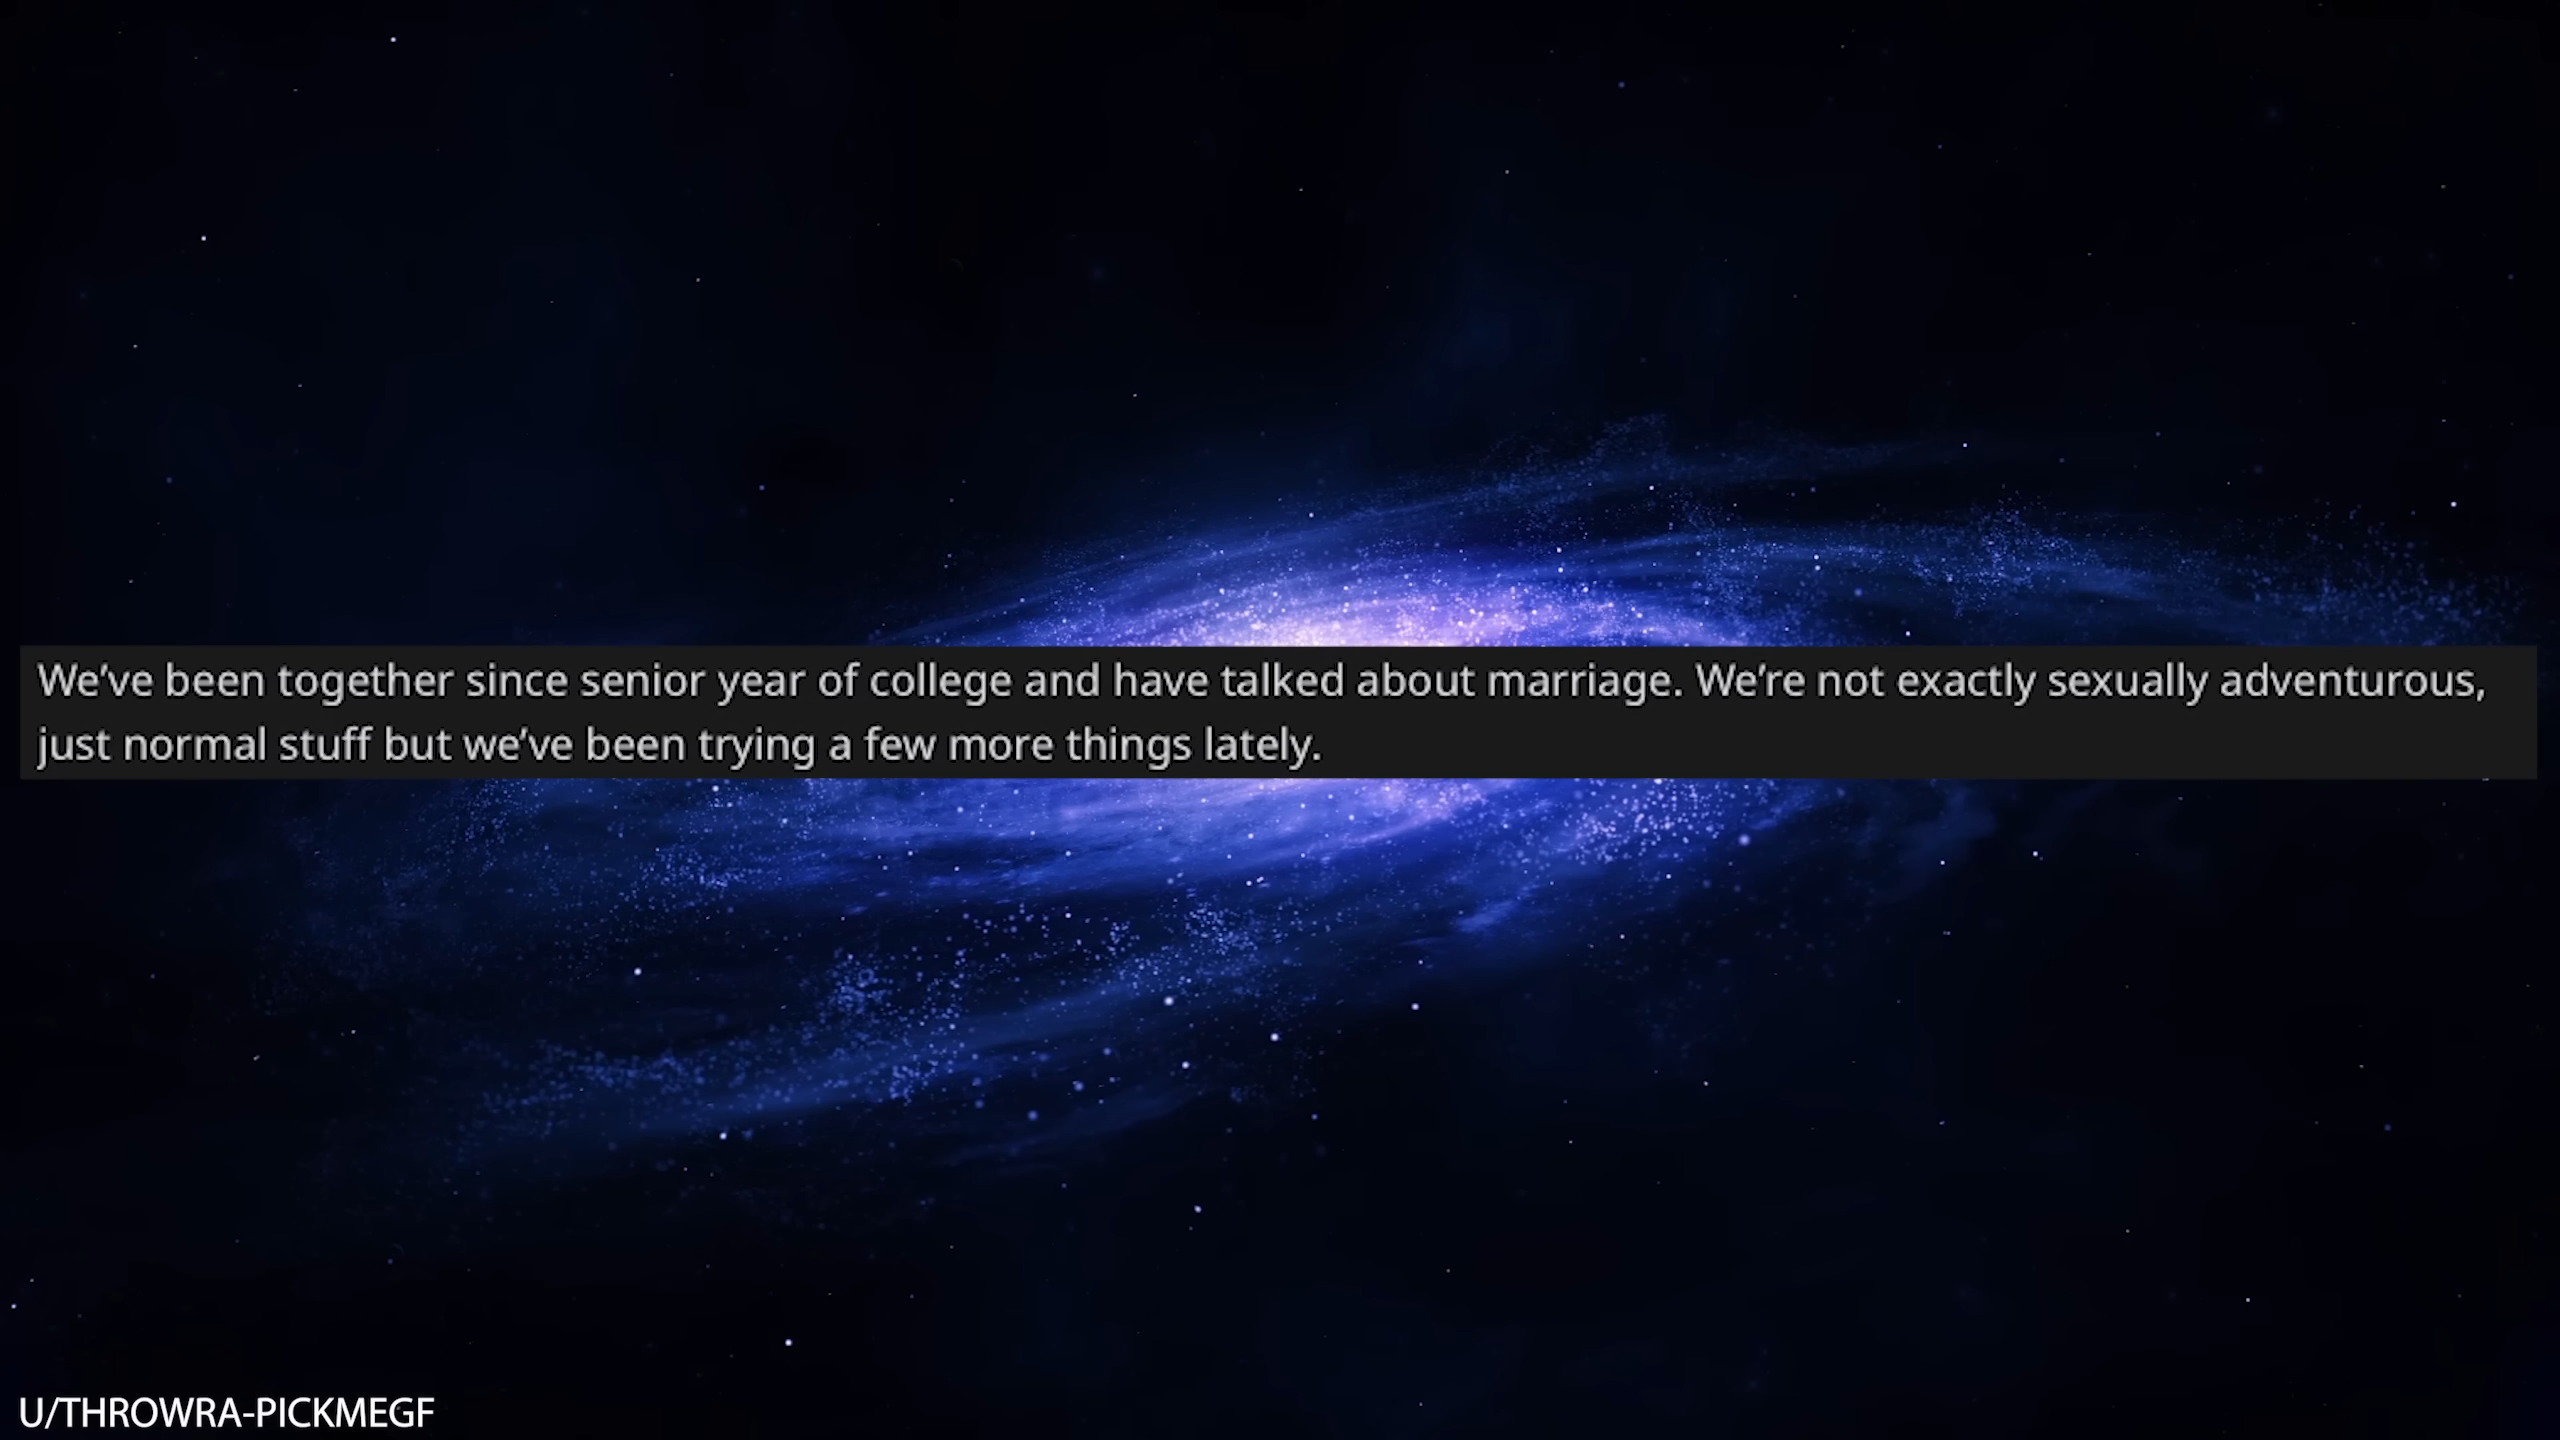 We’ve been together since senior year of college and have talked about marriage. We’re not exactly sexually adventurous,
just normal stuff but we’ve been trying a few more things lately.
U/THROWRA-PICKMEGF